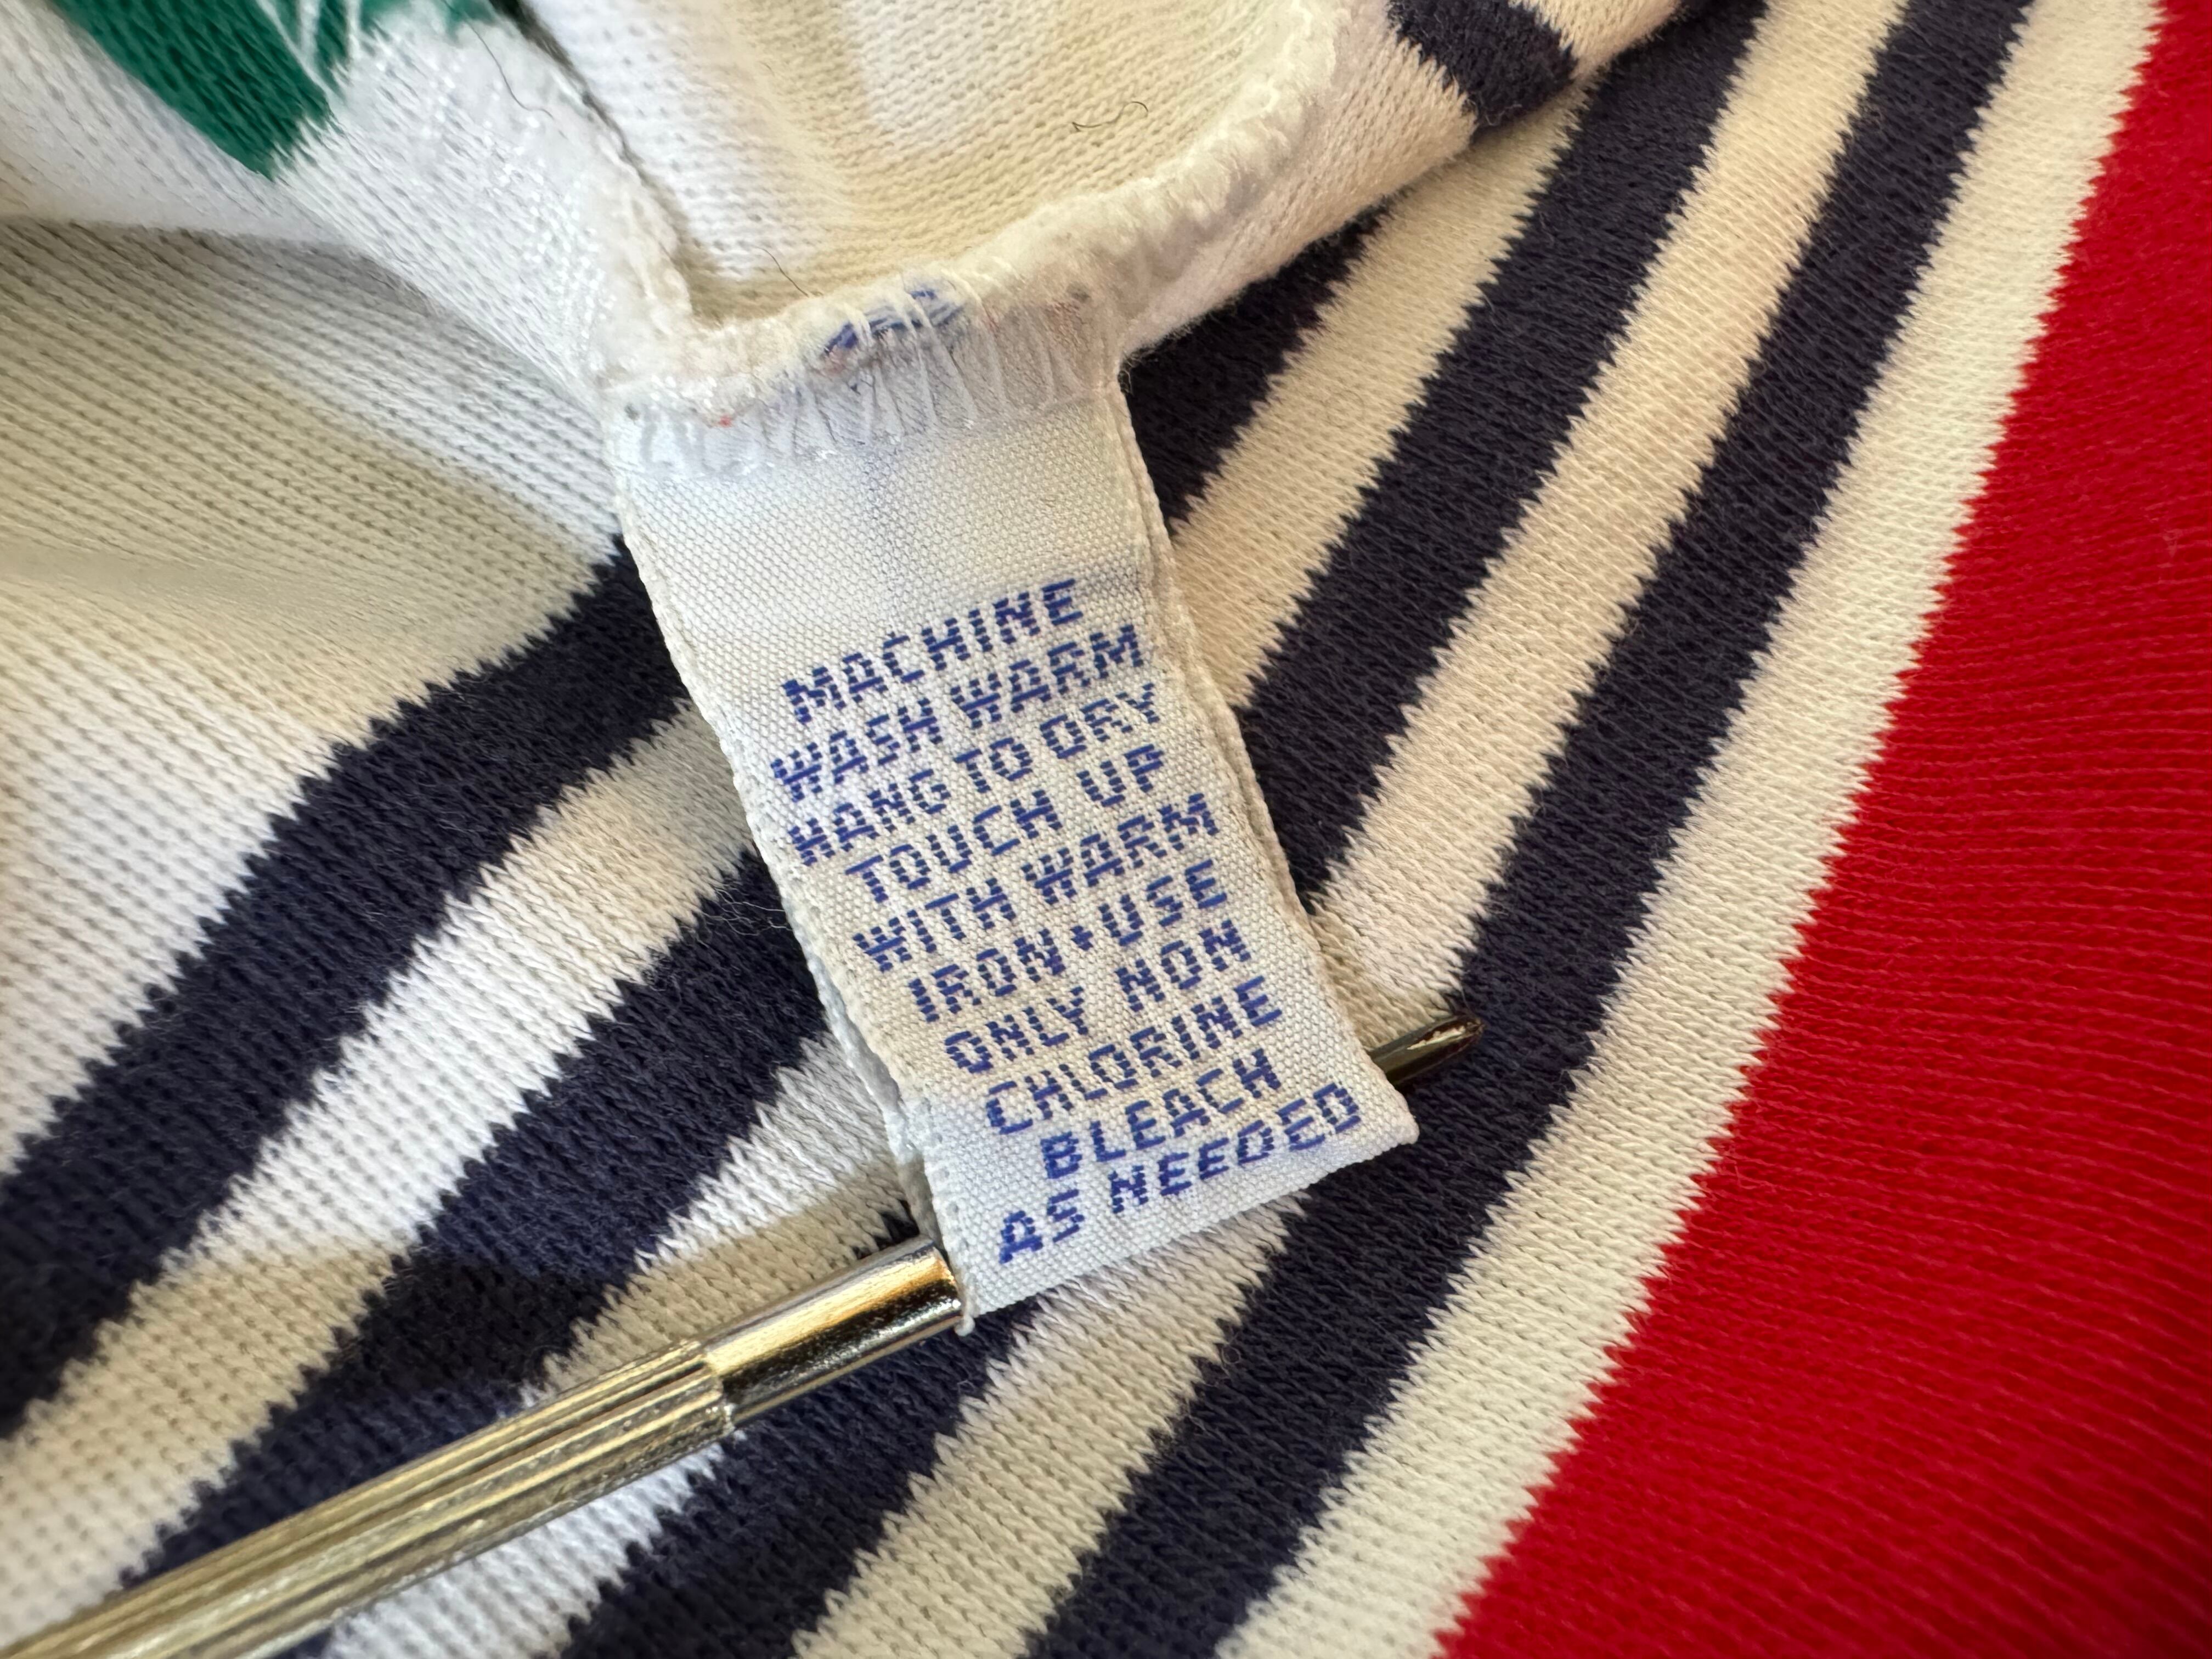 MACHINE
WASH WARM
HANG TO DRY
TOUCH UP
WITH WARM
IRON • USE
ONLY NON
CHLORINE
BLEACH
AS NEEDED